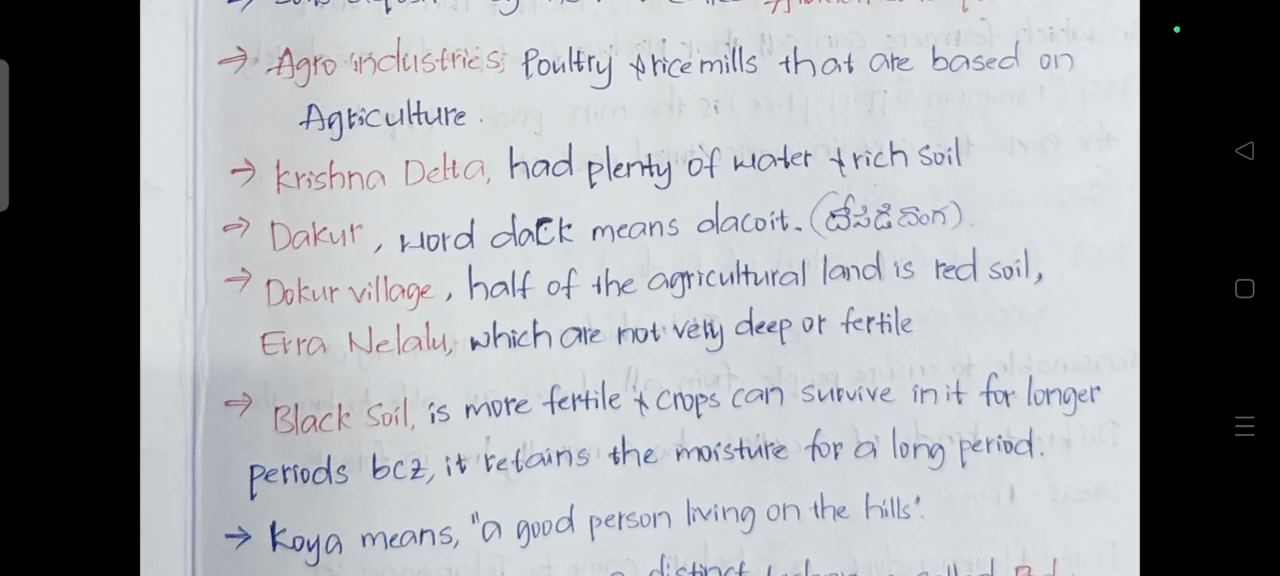 → Agro industries, Poultry & rice mills that are based on
Agriculture.
→ Krishna Delta, had plenty of water & rich soil
→ Dakur, word dack means dacoit. (దోపిడిదొంగ)
→ Dokur village, half of the agricultural land is red soil,
Erra Nelalu, which are not very deep or fertile
→ Black Soil, is more fertile & crops can survive in it for longer
periods bcz, it retains the moisture for a long period.
→ Koya means, "a good person living on the hills".
distinct